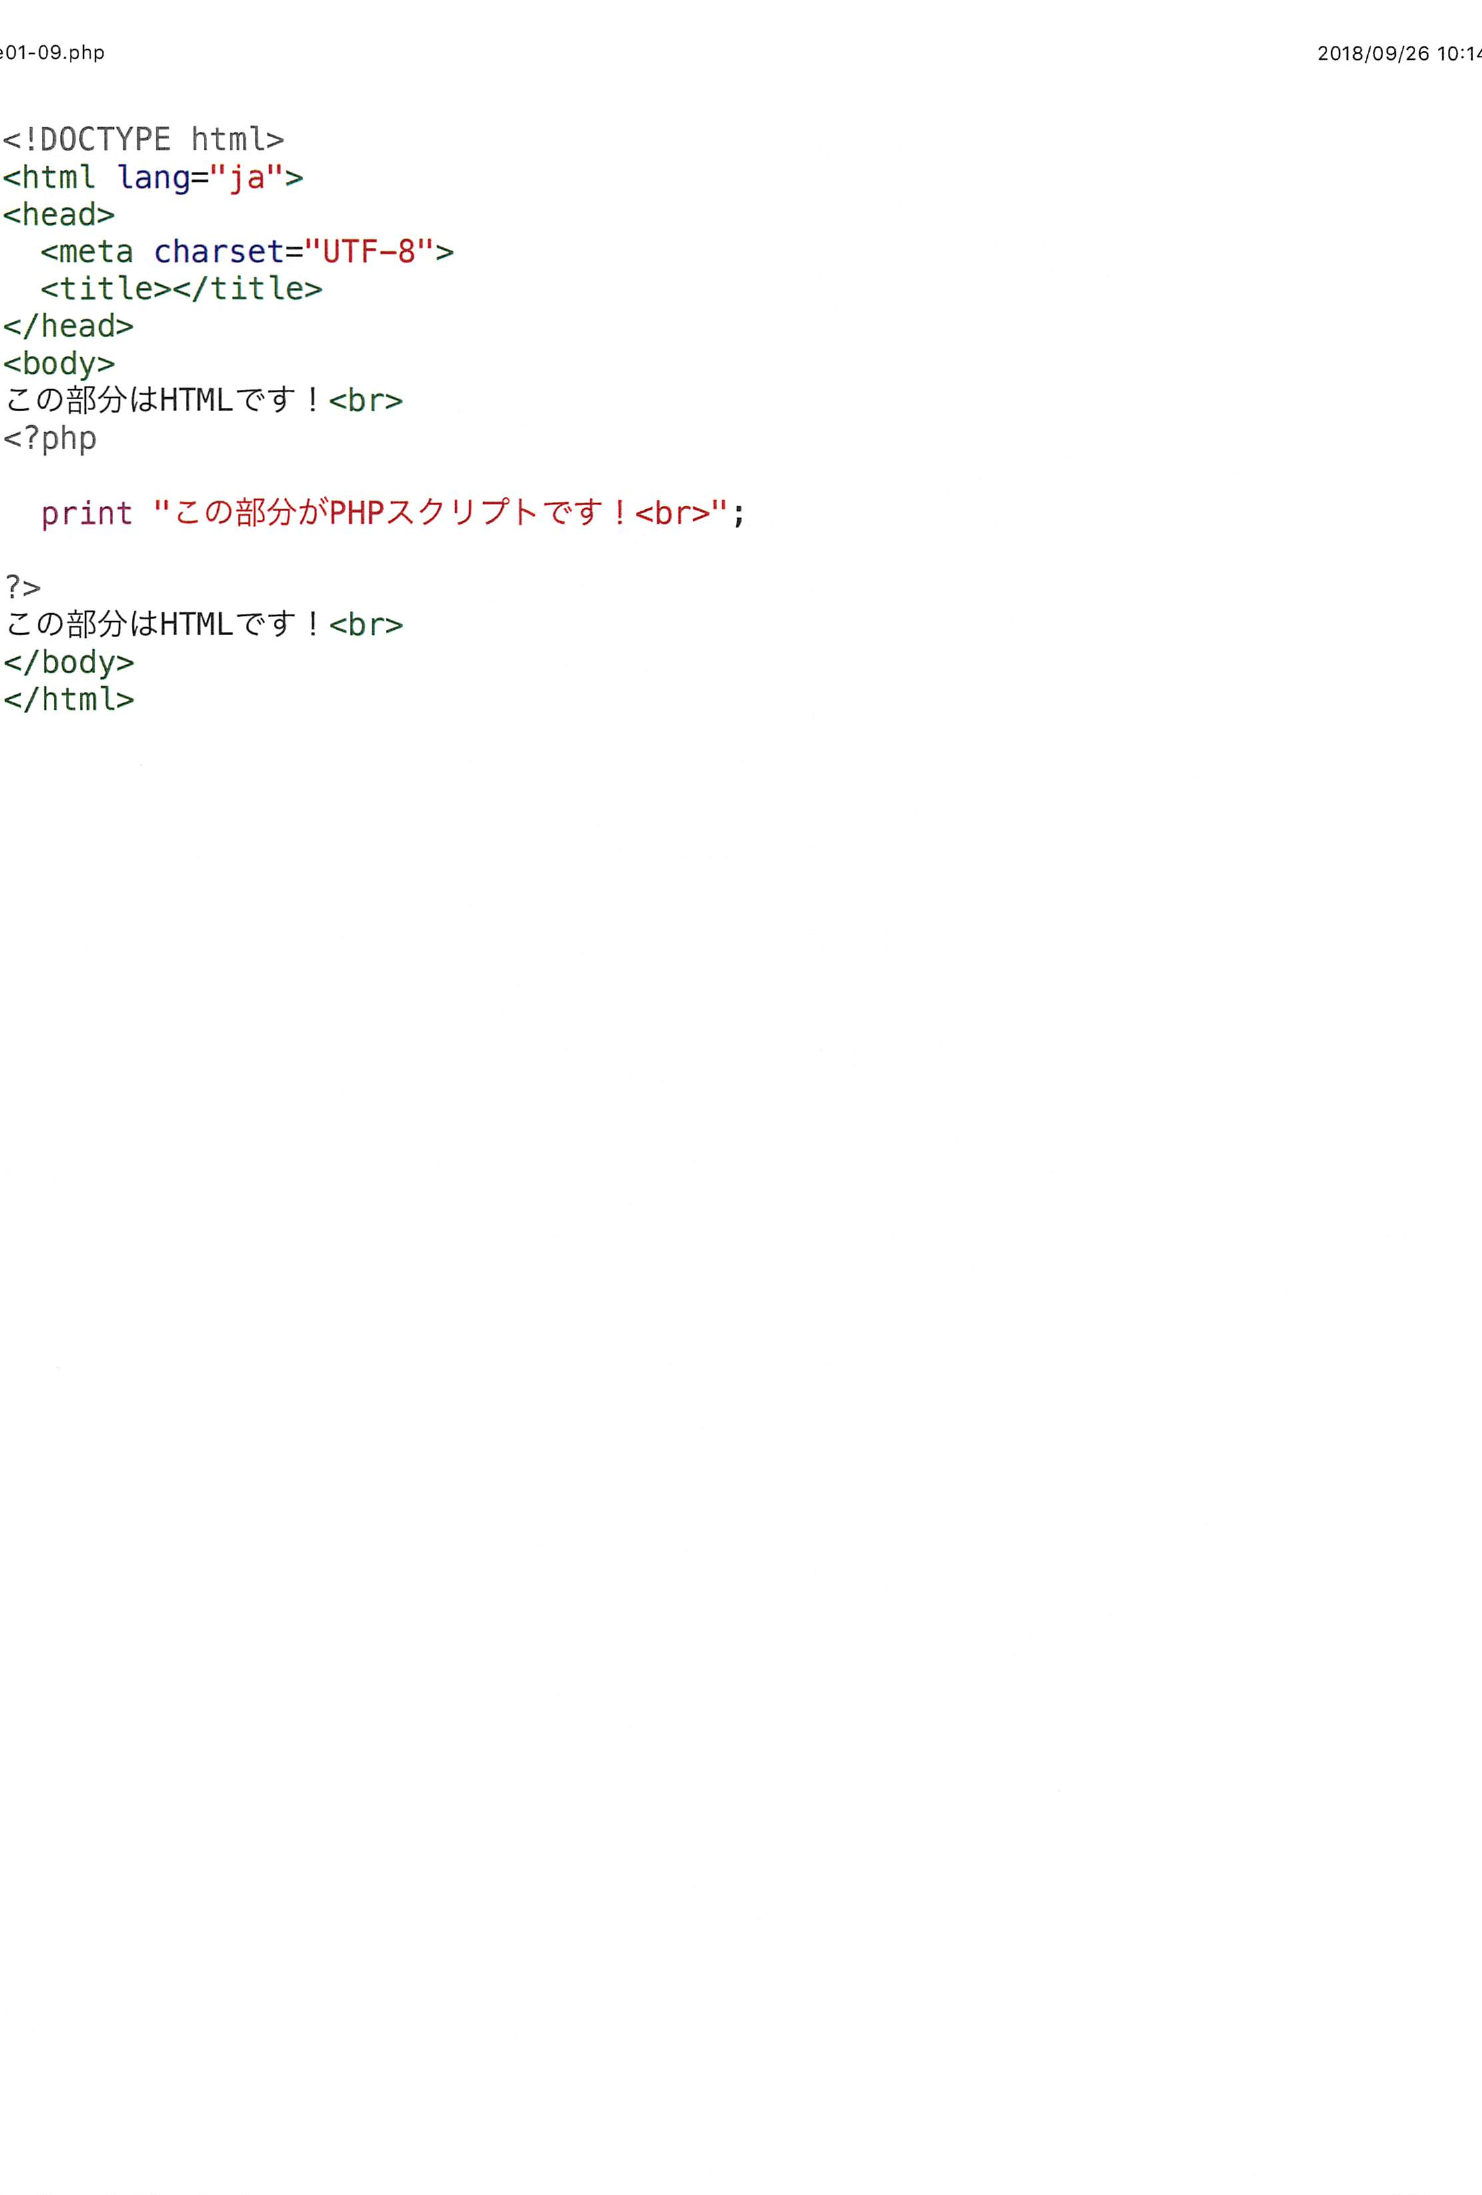 e01-09.php
2018/09/26 10:14
<!DOCTYPE html>
<html lang="ja">
<head>
  <meta charset="UTF-8">
  <title></title>
</head>
<body>
この部分はHTMLです！<br>
<?php

  print "この部分がPHPスクリプトです！<br>";

?>
この部分はHTMLです！<br>
</body>
</html>